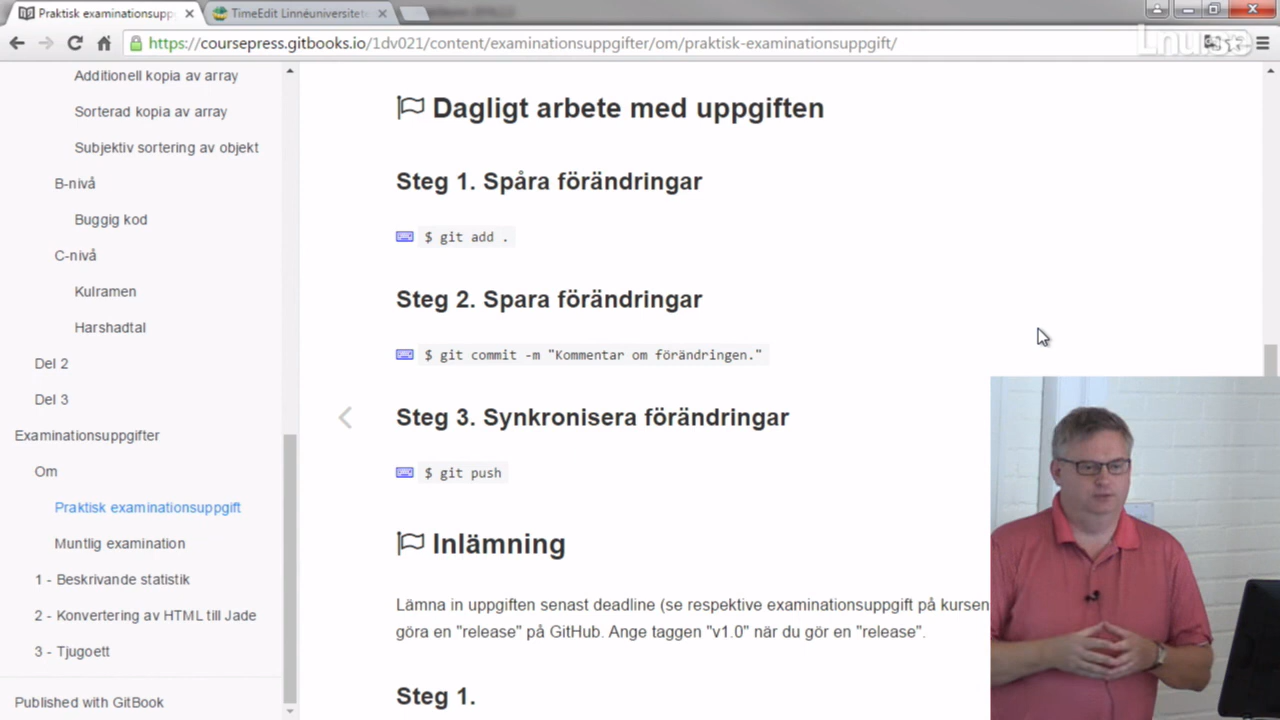 Praktisk examinationsupp
TimeEdit Linnéuniversitete
https://coursepress.gitbooks.io/1dv021/content/examinationsuppgifter/om/praktisk-examinationsuppgift/
Lnu.se
Additionell kopia av array
Sorterad kopia av array
Subjektiv sortering av objekt
B-nivå
Buggig kod
C-nivå
Kulramen
Harshadtal
Del 2
Del 3
Examinationsuppgifter
Om
Praktisk examinationsuppgift
Muntlig examination
1 - Beskrivande statistik
2 - Konvertering av HTML till Jade
3 - Tjugoett
Published with GitBook
Dagligt arbete med uppgiften
Steg 1. Spåra förändringar
$ git add .
Steg 2. Spara förändringar
$ git commit -m "Kommentar om förändringen."
Steg 3. Synkronisera förändringar
$ git push
Inlämning
Lämna in uppgiften senast deadline (se respektive examinationsuppgift på kursen
göra en "release" på GitHub. Ange taggen "v1.0" när du gör en "release".
Steg 1.